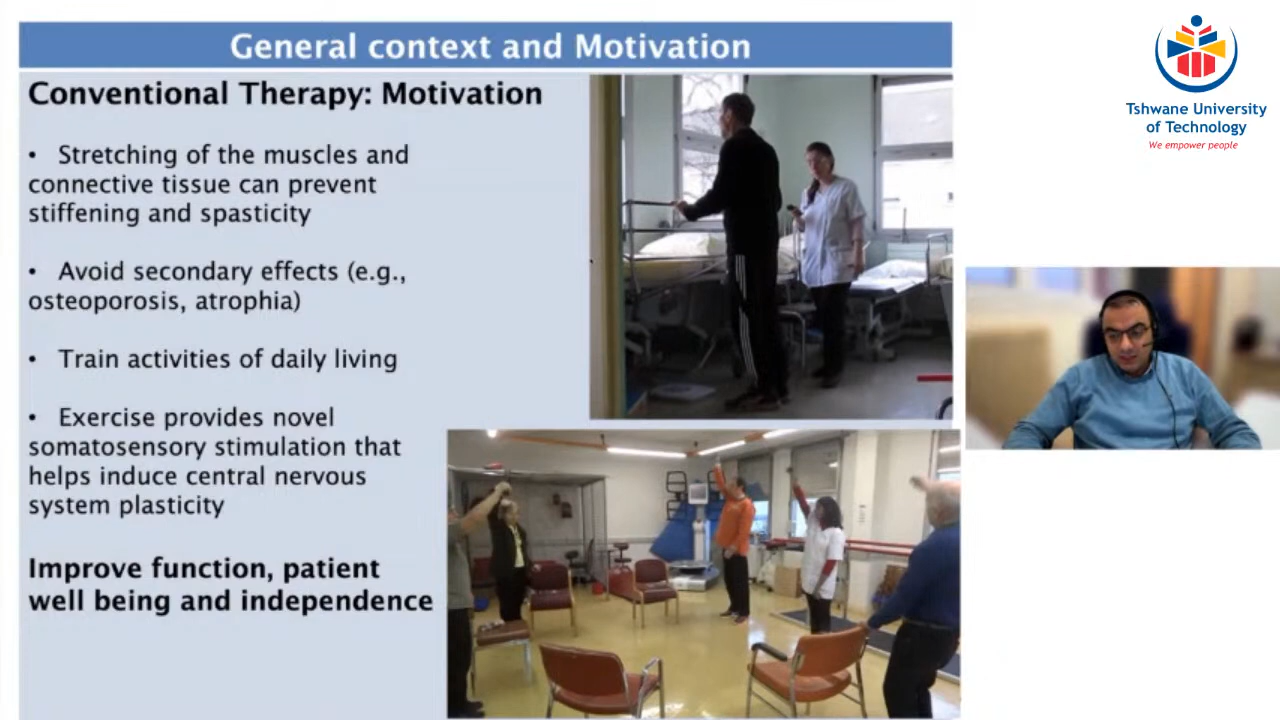 General context and Motivation
Conventional Therapy: Motivation
• Stretching of the muscles and
connective tissue can prevent
stiffening and spasticity
• Avoid secondary effects (e.g.,
osteoporosis, atrophia)
• Train activities of daily living
• Exercise provides novel
somatosensory stimulation that
helps induce central nervous
system plasticity
Improve function, patient
well being and independence
Tshwane University
of Technology
We empower people